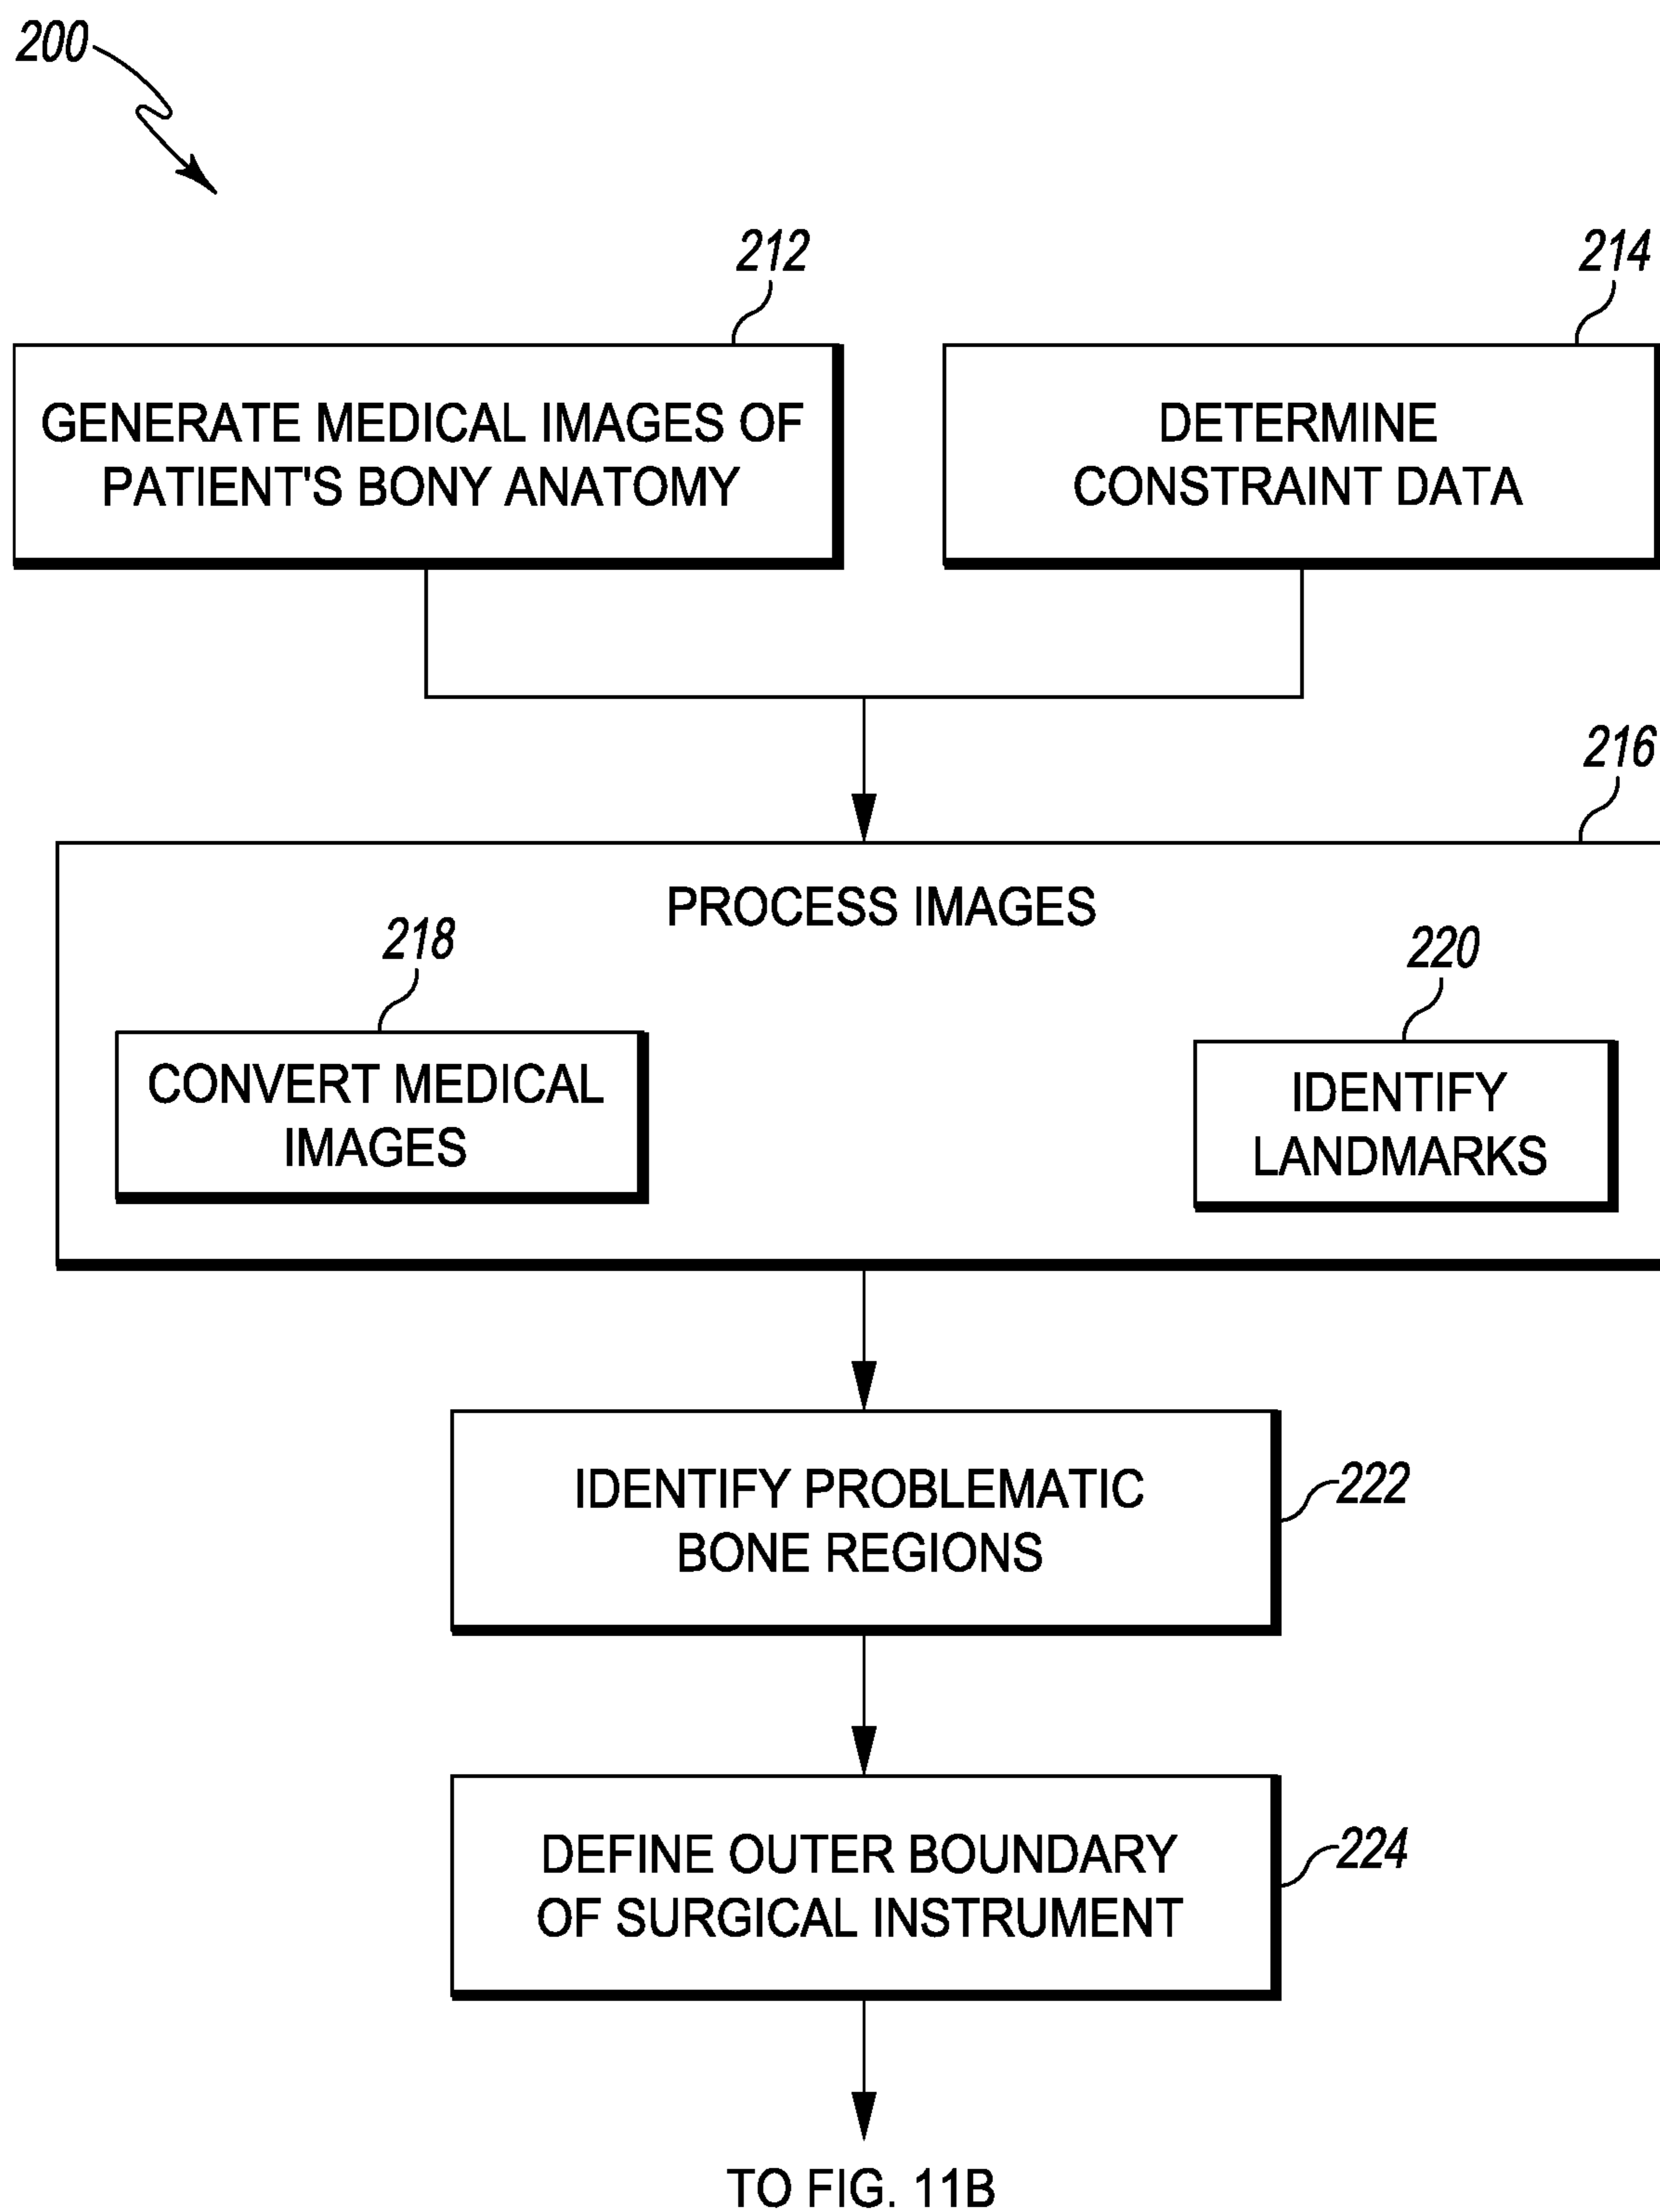 200
212
214
GENERATE MEDICAL IMAGES OF
PATIENT'S BONY ANATOMY
DETERMINE
CONSTRAINT DATA
216
PROCESS IMAGES
218
220
CONVERT MEDICAL
IMAGES
IDENTIFY
LANDMARKS
IDENTIFY PROBLEMATIC
BONE REGIONS
222
DEFINE OUTER BOUNDARY
OF SURGICAL INSTRUMENT
224
TO FIG. 11B